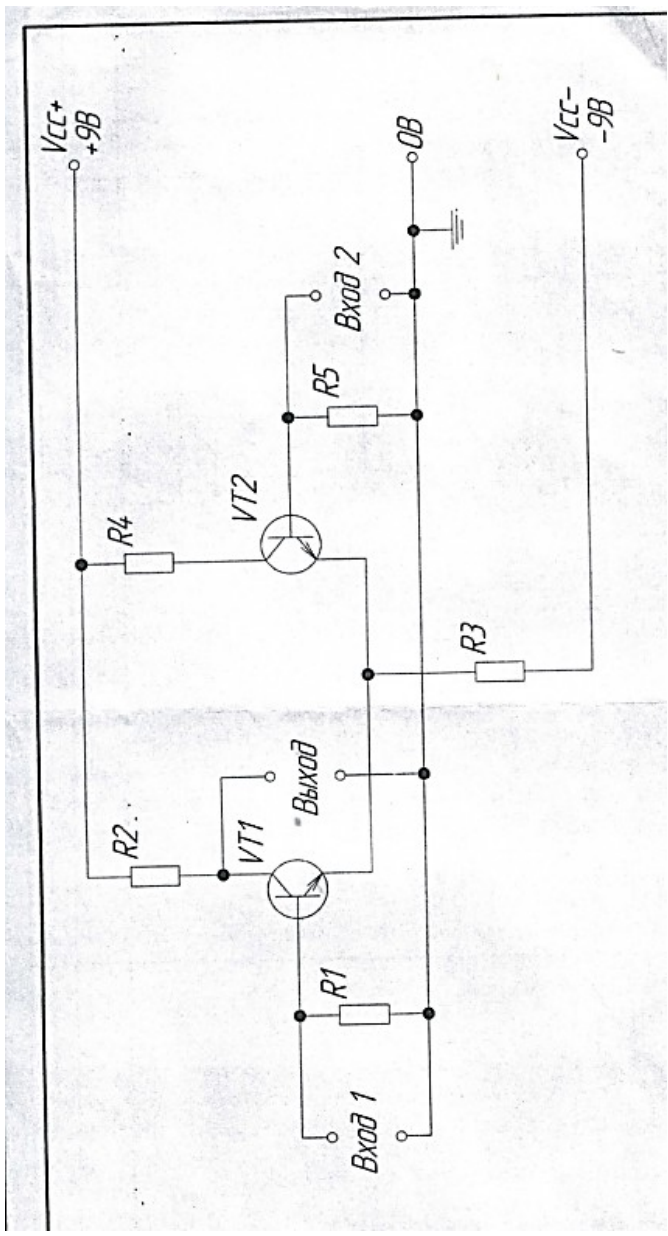 Vcc+
+9В
R4
VT2
Вход 2
R5
0В
Vcc-
-9В
R2
VT1
Выход
R3
R1
Вход 1